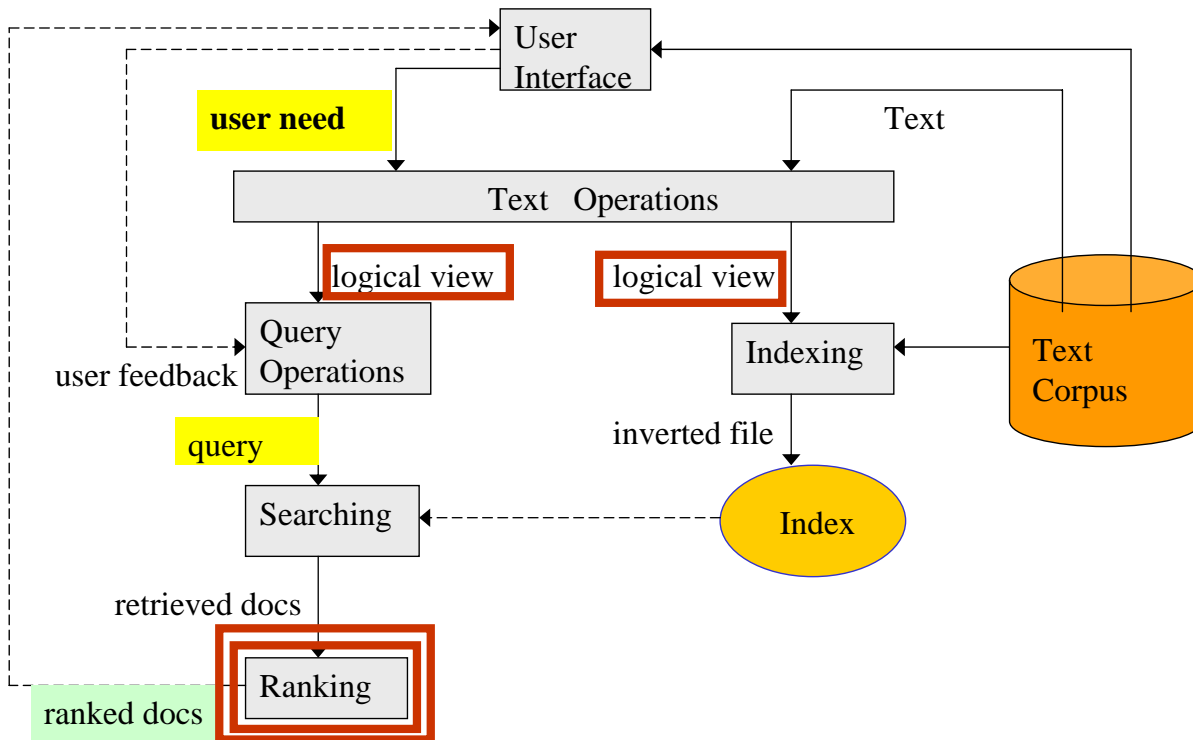 User
Interface
user need
Text
Text Operations
logical view
logical view
Query
Operations
Indexing
Text
Corpus
user feedback
inverted file
query
Searching
Index
retrieved docs
Ranking
ranked docs